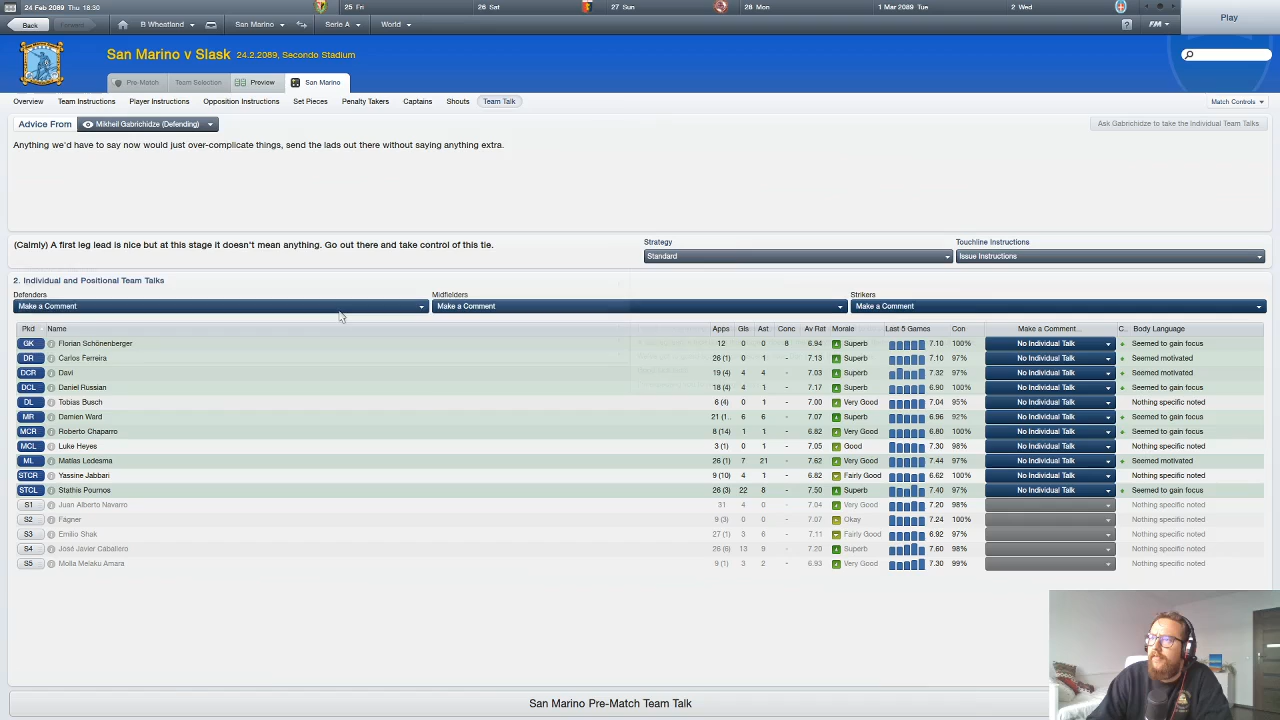 24 Feb 2089 Thu 18:30
25 Fri
26 Sat
27 Sun
28 Mon
1 Mar 2089 Tue
2 Wed
Back
Forward
B Wheatland
San Marino
Serie A
World
?
FM
Play
San Marino v Slask 24.2.2089, Secondo Stadium
Pre-Match
Team Selection
Preview
San Marino
Overview
Team Instructions
Player Instructions
Opposition Instructions
Set Pieces
Penalty Takers
Captains
Shouts
Team Talk
Match Controls
Advice From
Mikheil Gabrichidze (Defending)
Ask Gabrichidze to take the Individual Team Talks
Anything we'd have to say now would just over-complicate things, send the lads out there without saying anything extra.
(Calmly) A first leg lead is nice but at this stage it doesn't mean anything. Go out there and take control of this tie.
Strategy
Standard
Touchline Instructions
Issue Instructions
2. Individual and Positional Team Talks
Defenders
Make a Comment
Midfielders
Make a Comment
Strikers
Make a Comment
Pkd Name Apps Gls Ast Conc Av Rat Morale Last 5 Games Con Make a Comment... C.. Body Language
GK Florian Schönenberger 12 0 0 8 6.94 Superb 7.10 100% No Individual Talk Seemed to gain focus
DR Carlos Ferreira 26 (1) 0 1 - 7.13 Superb 7.10 97% No Individual Talk Seemed motivated
DCR Davi 19 (4) 4 4 - 7.03 Superb 7.32 97% No Individual Talk Seemed motivated
DCL Daniel Russian 18 (4) 4 1 - 7.17 Superb 6.90 100% No Individual Talk Seemed to gain focus
DL Tobias Busch 6 (4) 0 1 - 7.00 Very Good 7.04 95% No Individual Talk Nothing specific noted
MR Damien Ward 21 (1... 6 6 - 7.07 Superb 6.96 92% No Individual Talk Seemed to gain focus
MCR Roberto Chaparro 8 (14) 1 1 - 6.82 Very Good 6.80 100% No Individual Talk Seemed to gain focus
MCL Luke Heyes 3 (1) 0 1 - 7.05 Good 7.30 98% No Individual Talk Nothing specific noted
ML Matías Ledesma 26 (1) 7 21 - 7.62 Very Good 7.44 97% No Individual Talk Seemed motivated
STCR Yassine Jabbari 9 (10) 4 1 - 6.82 Fairly Good 6.62 100% No Individual Talk Nothing specific noted
STCL Stathis Pournos 26 (3) 22 8 - 7.50 Superb 7.40 97% No Individual Talk Seemed to gain focus
S1 Juan Alberto Navarro 31 4 0 - 7.04 Very Good 7.20 98% Nothing specific noted
S2 Fágner 9 (3) 0 0 - 7.07 Okay 7.24 100% Nothing specific noted
S3 Emilio Shak 27 (1) 3 6 - 7.11 Fairly Good 6.92 97% Nothing specific noted
S4 José Javier Caballero 26 (6) 13 9 - 7.20 Superb 7.60 98% Nothing specific noted
S5 Molla Melaku Amara 9 (1) 3 2 - 6.93 Very Good 7.30 99% Nothing specific noted
San Marino Pre-Match Team Talk